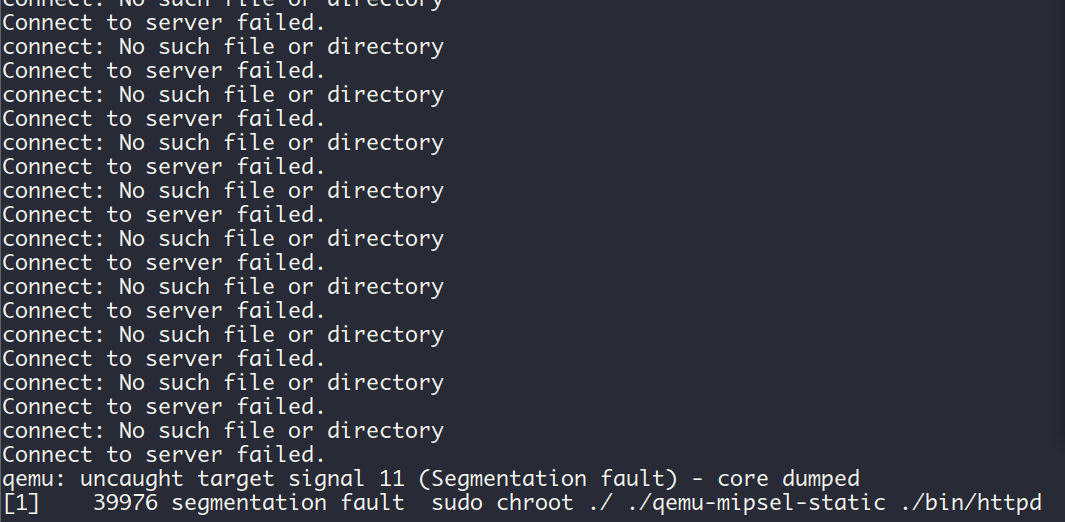 connect: No such file or directory
Connect to server failed.
connect: No such file or directory
Connect to server failed.
connect: No such file or directory
Connect to server failed.
connect: No such file or directory
Connect to server failed.
connect: No such file or directory
Connect to server failed.
connect: No such file or directory
Connect to server failed.
connect: No such file or directory
Connect to server failed.
connect: No such file or directory
Connect to server failed.
connect: No such file or directory
Connect to server failed.
connect: No such file or directory
Connect to server failed.
qemu: uncaught target signal 11 (Segmentation fault) - core dumped
[1]    39976 segmentation fault  sudo chroot ./ ./qemu-mipsel-static ./bin/httpd